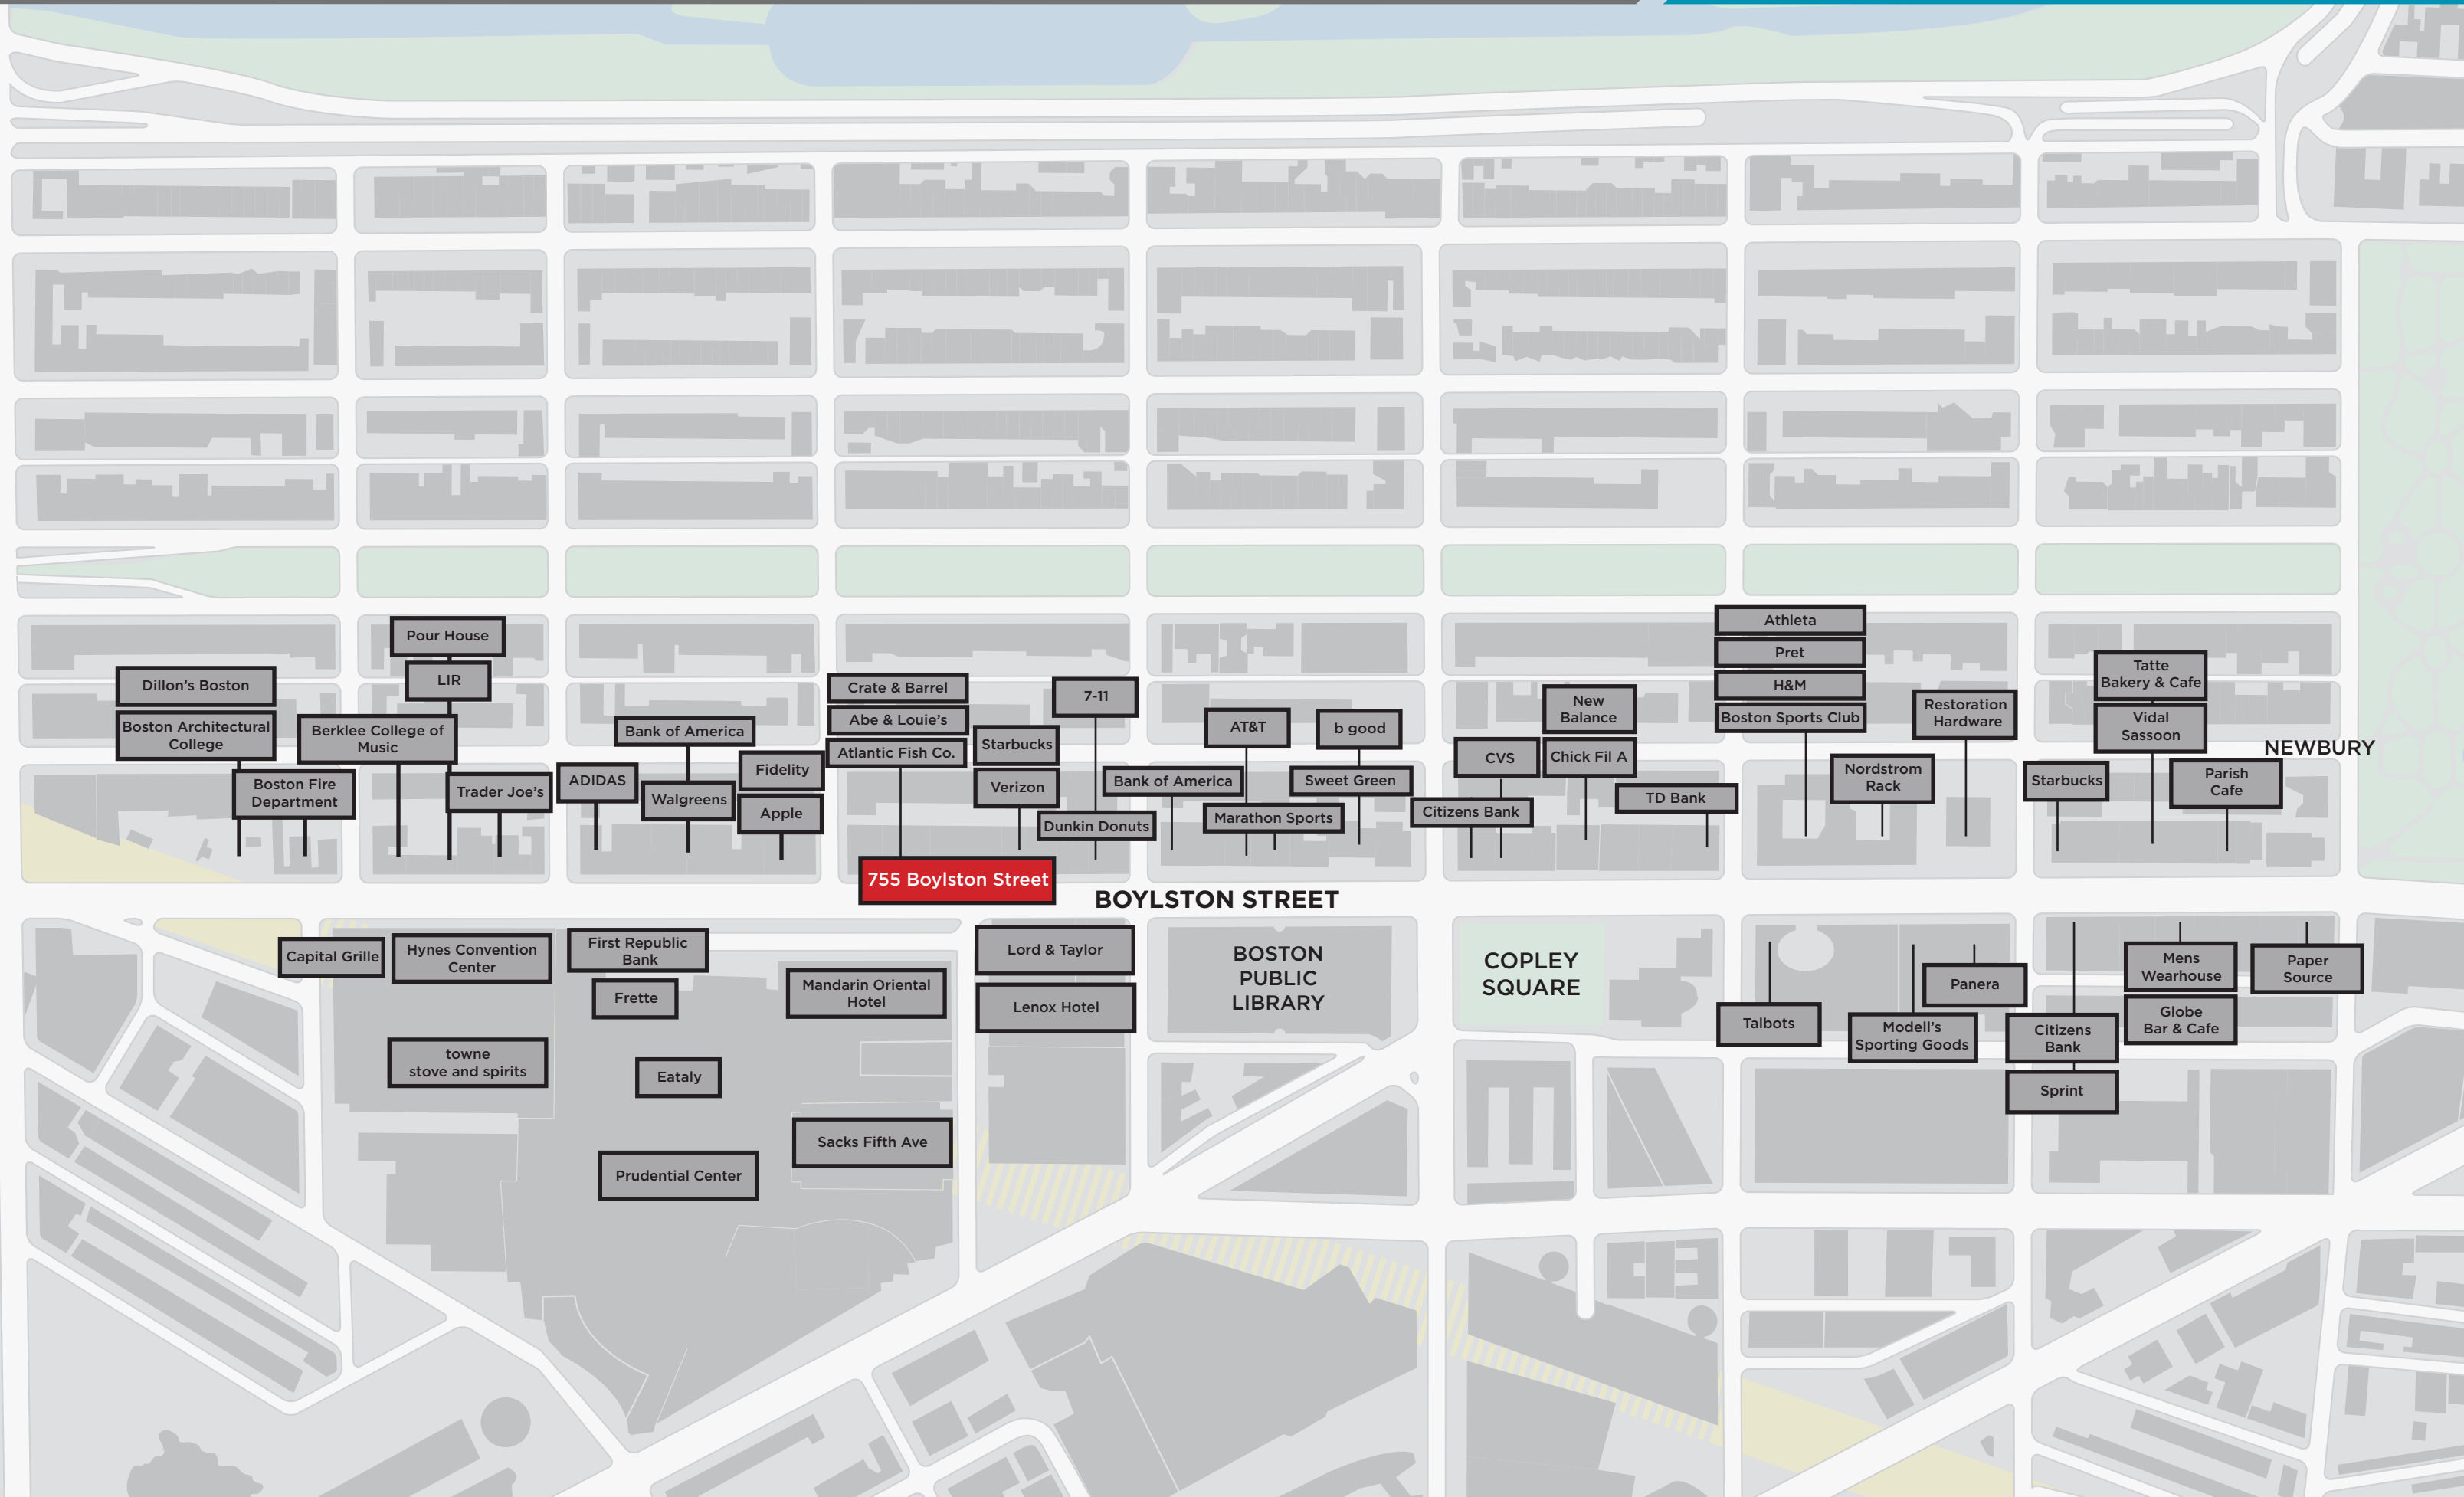 Athleta
Pour House
Pret
LIR
Dillon's Boston
H&M
Tatte
Bakery & Cafe
Crate & Barrel
7-11
New
Balance
Boston Sports Club
Restoration
Hardware
Boston Architectural
College
Berklee College of
Music
Bank of America
Abe & Louie's
AT&T
b good
Vidal
Sassoon
NEWBURY
Atlantic Fish Co.
Starbucks
CVS
Chick Fil A
ADIDAS
Fidelity
Bank of America
Sweet Green
Nordstrom
Rack
Starbucks
Parish
Cafe
Boston Fire
Department
Trader Joe's
Walgreens
Verizon
TD Bank
Apple
Dunkin Donuts
Marathon Sports
Citizens Bank
755 Boylston Street
BOYLSTON STREET
Capital Grille
Hynes Convention
Center
First Republic
Bank
Lord & Taylor
BOSTON
PUBLIC
LIBRARY
COPLEY
SQUARE
Mens
Wearhouse
Paper
Source
Frette
Mandarin Oriental
Hotel
Panera
Lenox Hotel
Talbots
Modell's
Sporting Goods
Citizens
Bank
Globe
Bar & Cafe
towne
stove and spirits
Eataly
Sprint
Sacks Fifth Ave
Prudential Center